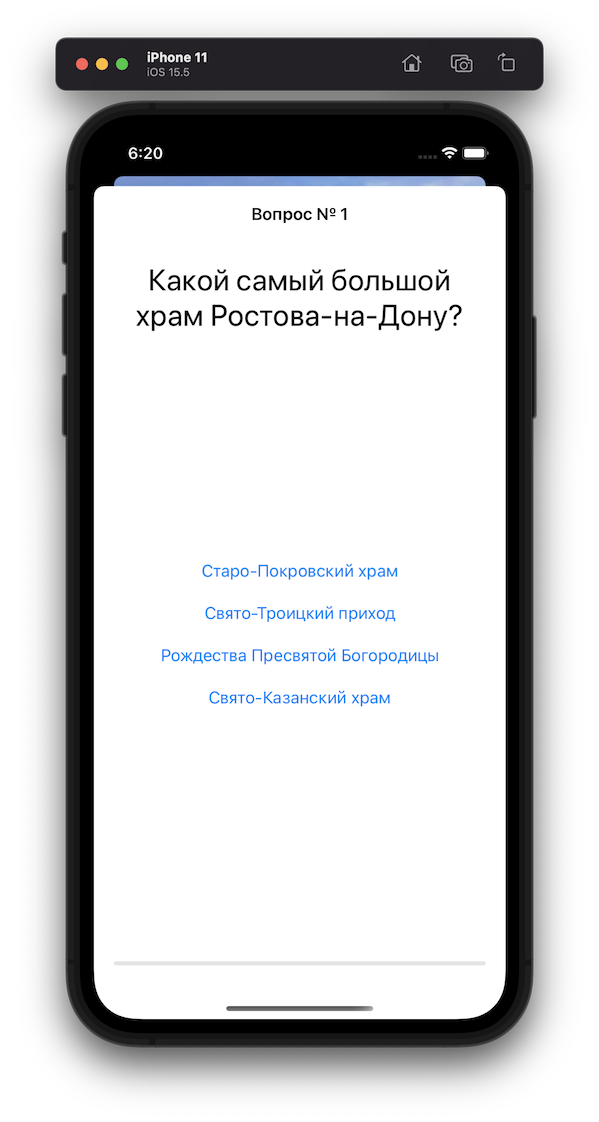 iPhone 11
iOS 15.5
6:20
Вопрос № 1
Какой самый большой
храм Ростова-на-Дону?
Старо-Покровский храм
Свято-Троицкий приход
Рождества Пресвятой Богородицы
Свято-Казанский храм